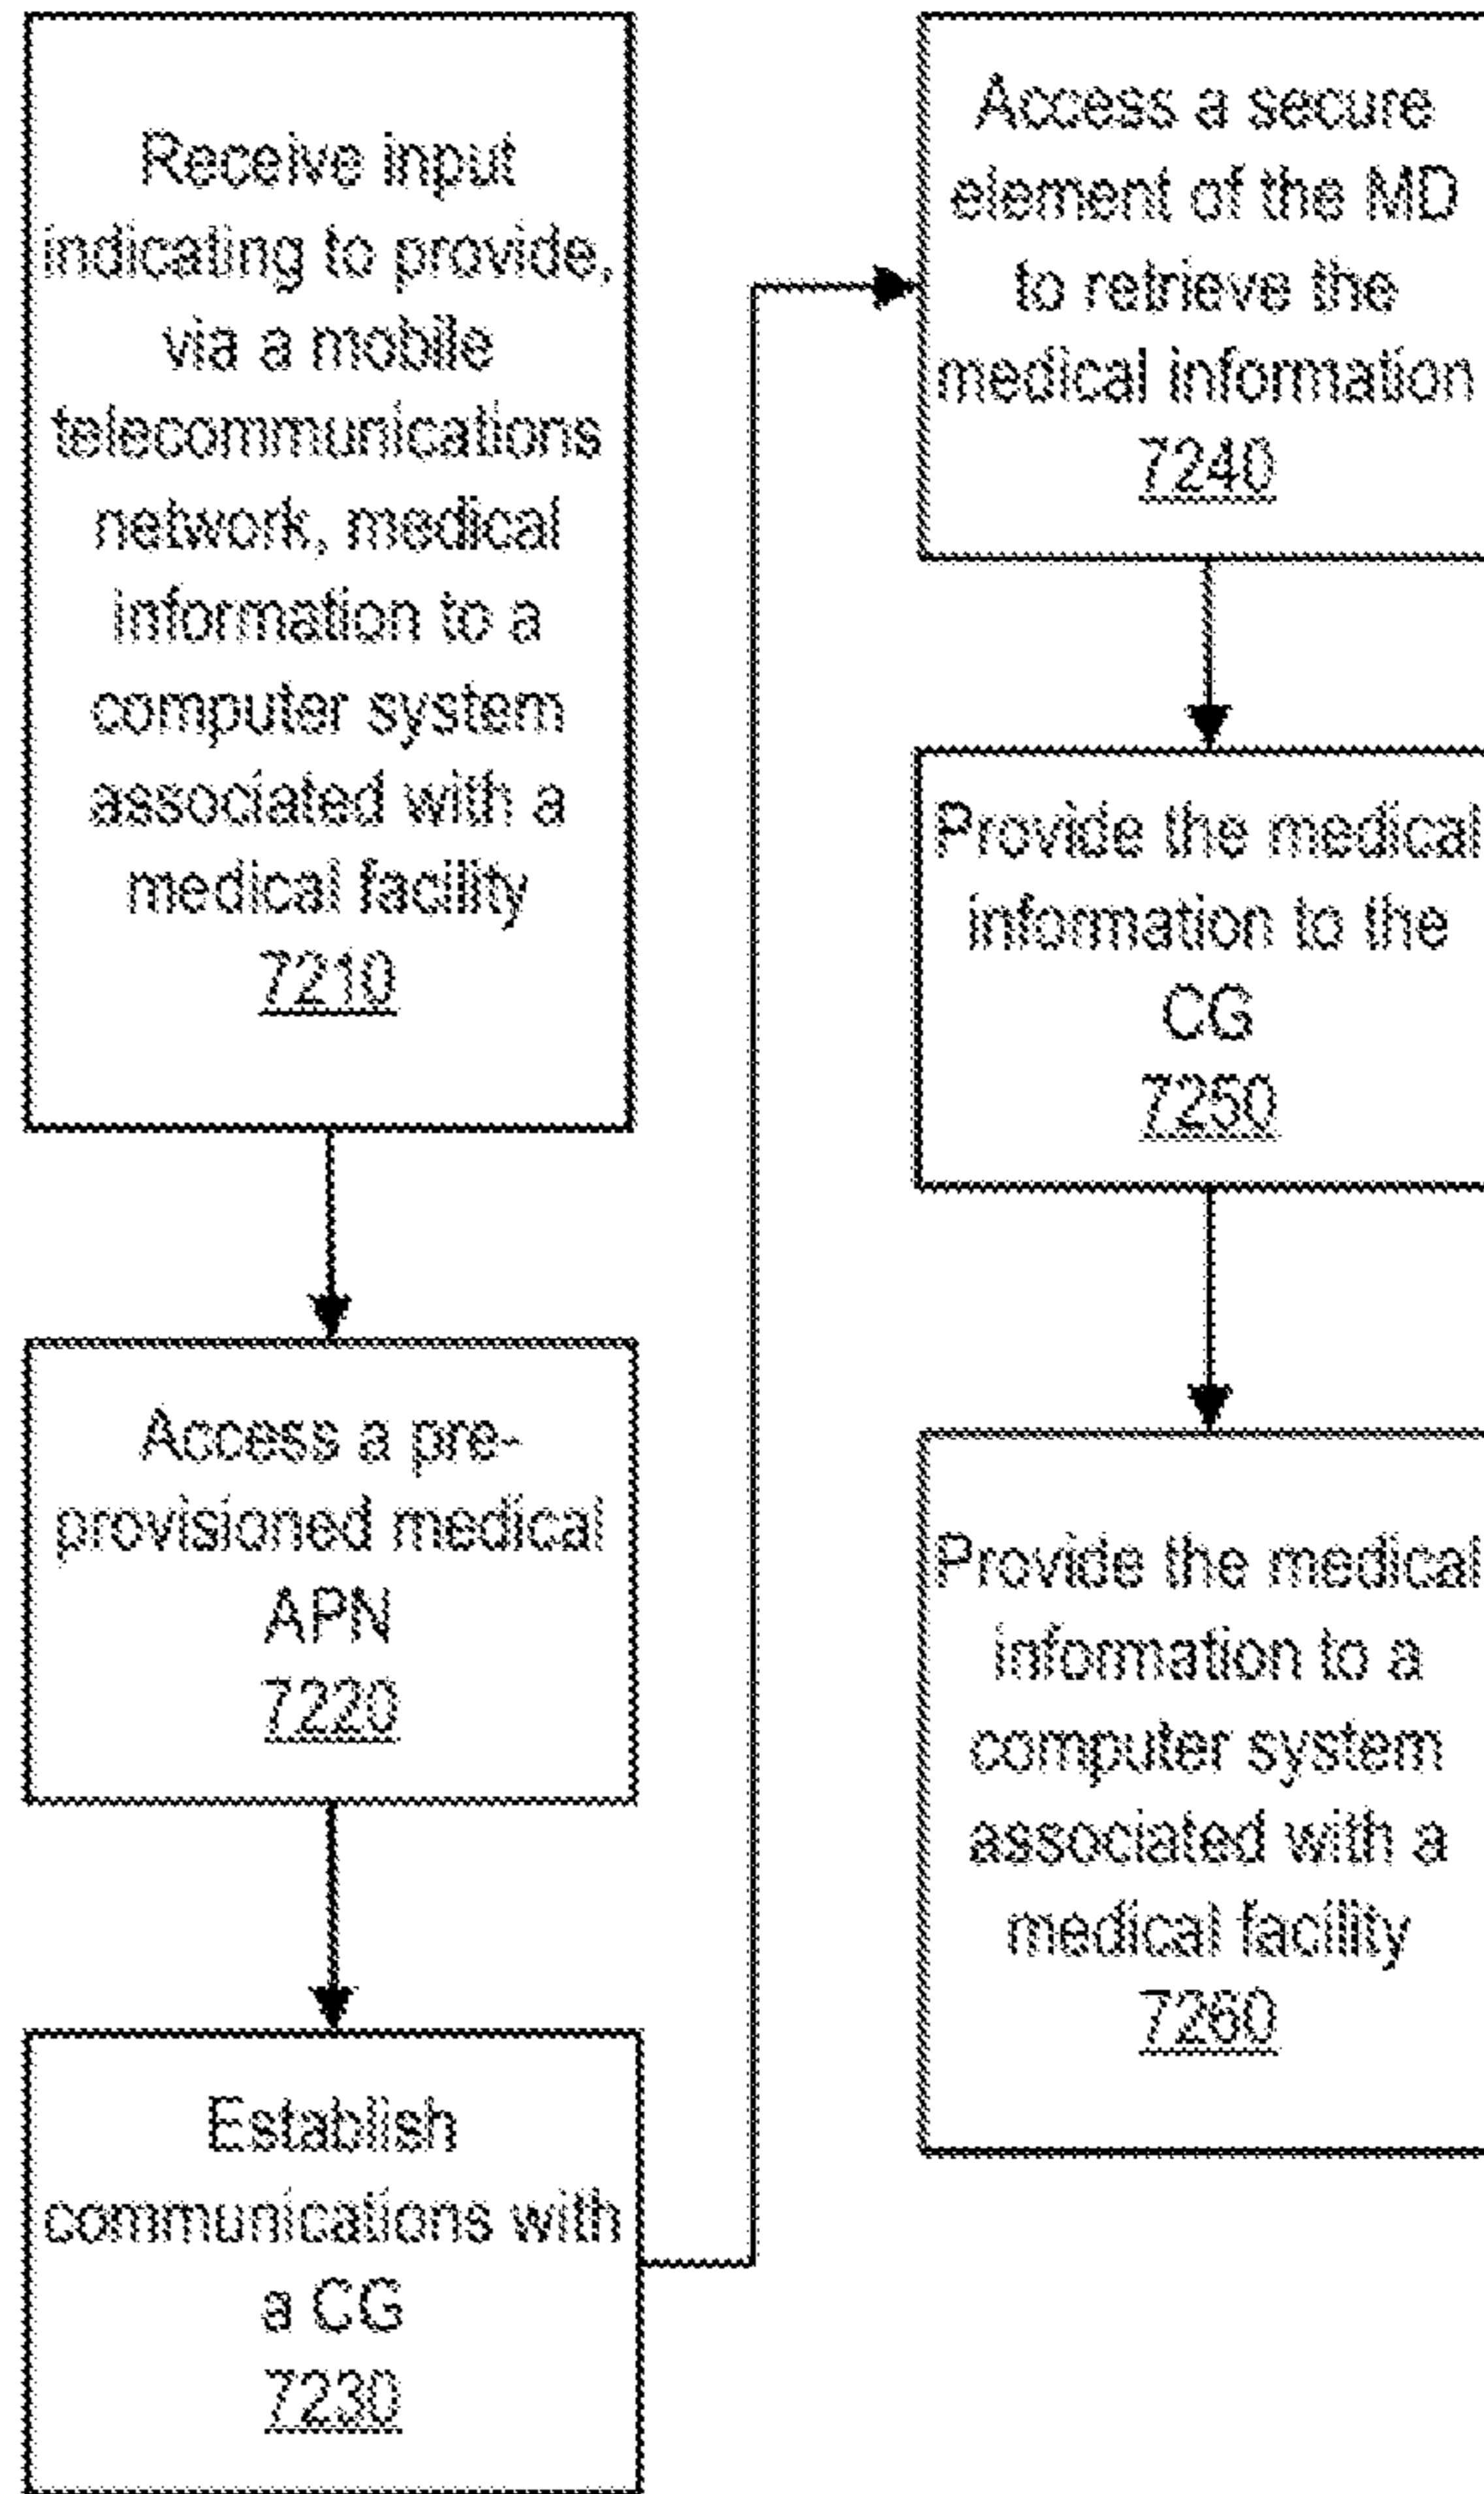 Receive input
indicating to provide,
via a mobile
telecommunications
network, medical
information to a
computer system
associated with a
medical facility
7210
Access a pre-
provisioned medical
APN
7220
Establish
communications with
a CG
7230
Access a secure
element of the MD
to retrieve the
medical information
7240
Provide the medical
information to the
CG
7250
Provide the medical
information to a
computer system
associated with a
medical facility
7260